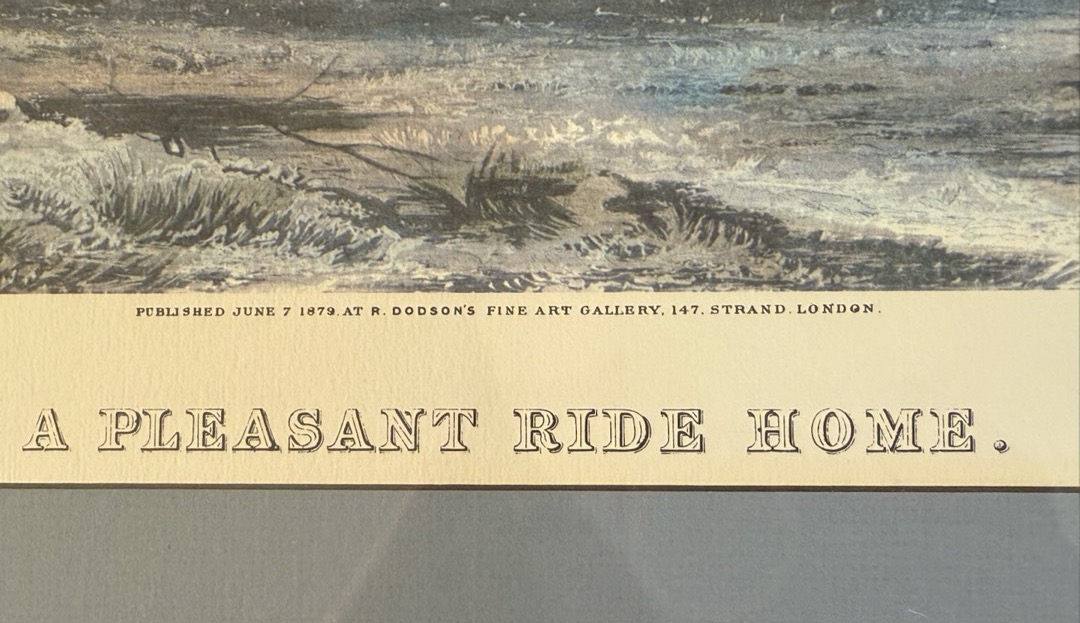 PUBLISHED JUNE 7 1879. AT R. DODSON'S FINE ART GALLERY, 147. STRAND. LONDON.
A PLEASANT RIDE HOME.